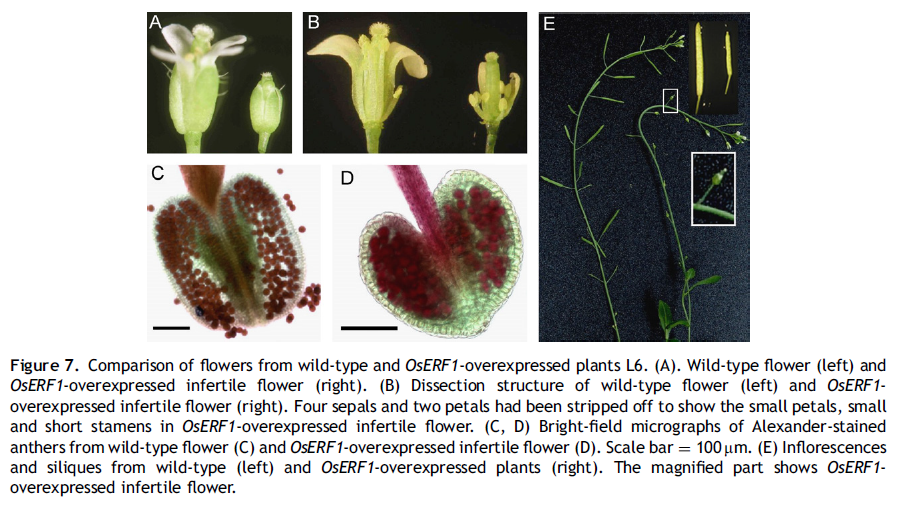 A
B
E
C
D
Figure 7. Comparison of flowers from wild-type and OsERF1-overexpressed plants L6. (A). Wild-type flower (left) and
OsERF1-overexpressed infertile flower (right). (B) Dissection structure of wild-type flower (left) and OsERF1-
overexpressed infertile flower (right). Four sepals and two petals had been stripped off to show the small petals, small
and short stamens in OsERF1-overexpressed infertile flower. (C, D) Bright-field micrographs of Alexander-stained
anthers from wild-type flower (C) and OsERF1-overexpressed infertile flower (D). Scale bar = 100 μm. (E) Inflorescences
and siliques from wild-type (left) and OsERF1-overexpressed plants (right). The magnified part shows OsERF1-
overexpressed infertile flower.